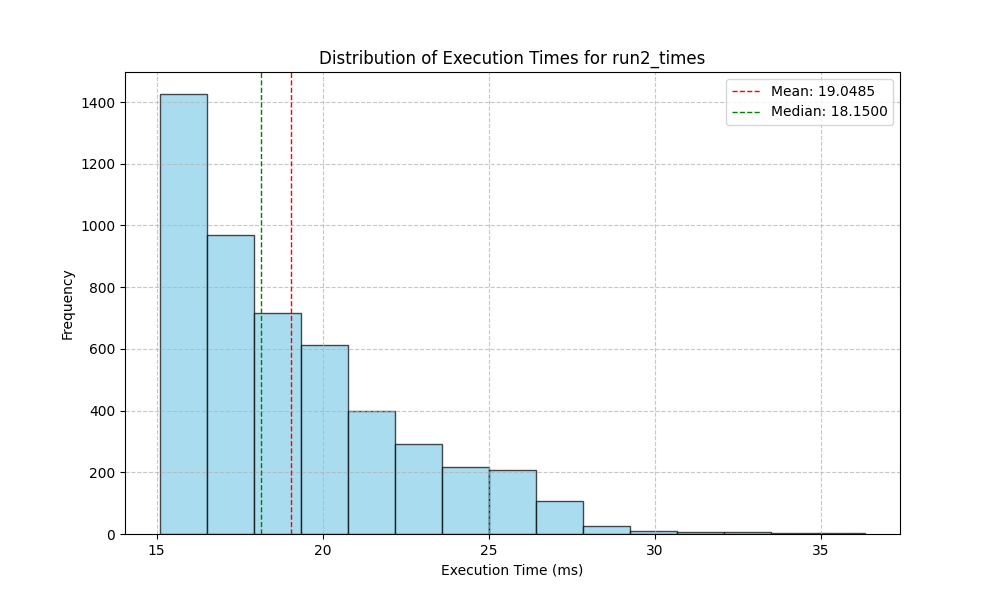 Distribution of Execution Times for run2_times
Mean: 19.0485
Median: 18.1500
1400
1200
1000
800
600
400
200
0
Frequency
15
20
25
30
35
Execution Time (ms)